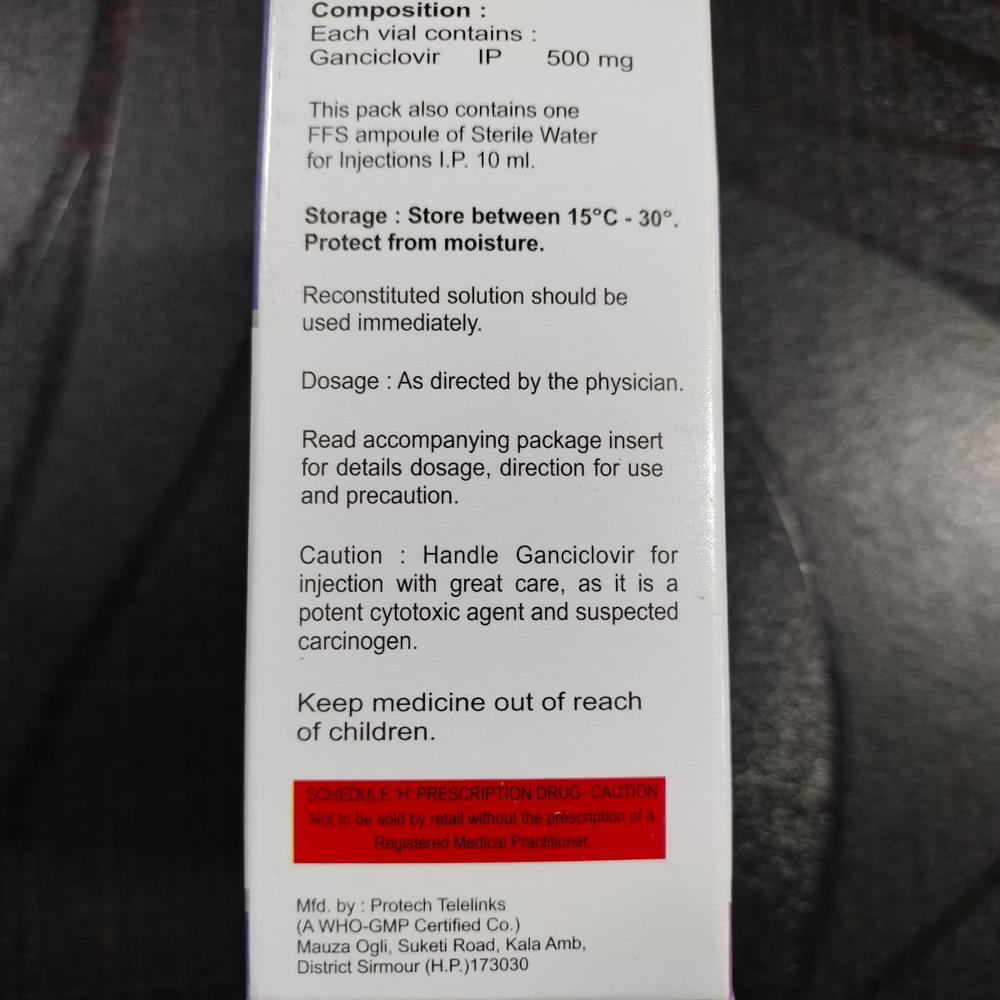 Composition :
Each vial contains :
Ganciclovir IP 500 mg
This pack also contains one
FFS ampoule of Sterile Water
for Injections I.P. 10 ml.
Storage : Store between 15°C - 30°.
Protect from moisture.
Reconstituted solution should be
used immediately.
Dosage : As directed by the physician.
Read accompanying package insert
for details dosage, direction for use
and precaution.
Caution : Handle Ganciclovir for
injection with great care, as it is a
potent cytotoxic agent and suspected
carcinogen.
Keep medicine out of reach
of children.
SCHEDULE 'H' PRESCRIPTION DRUG- CAUTION
Not to be sold by retail without the prescription of a
Registered Medical Practitioner.
Mfd. by : Protech Telelinks
(A WHO-GMP Certified Co.)
Mauza Ogli, Suketi Road, Kala Amb,
District Sirmour (H.P.)173030